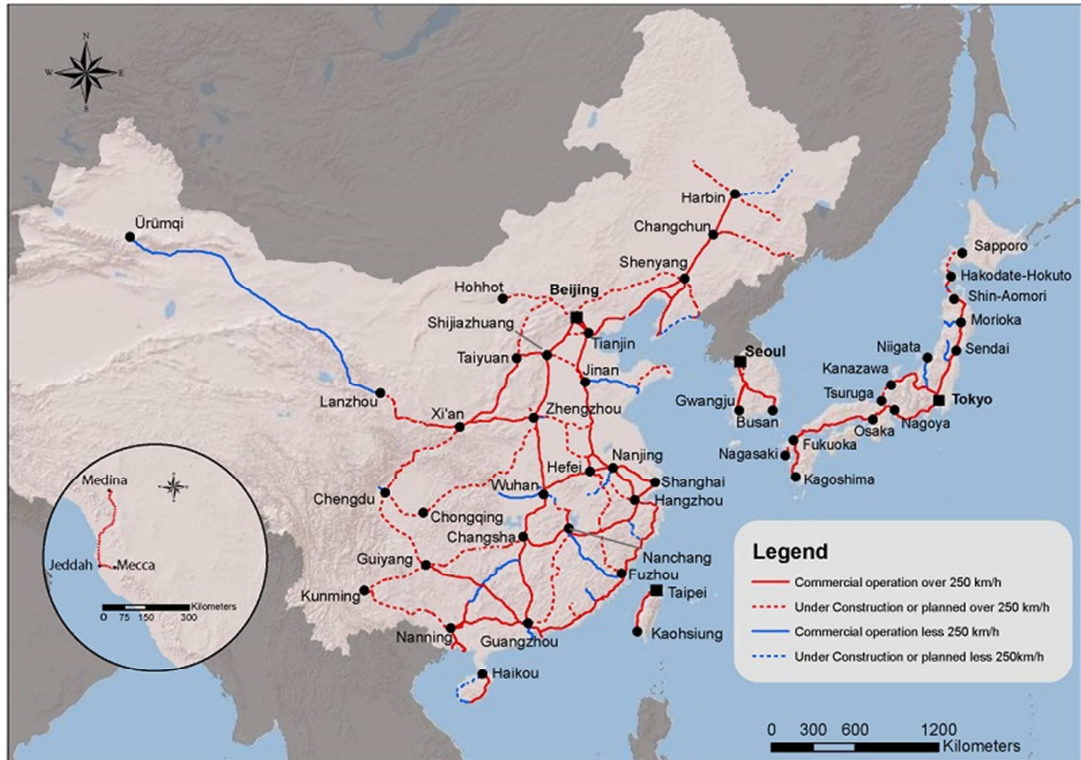 N
W
E
S
Ürümqi
Harbin
Changchun
Shenyang
Hohhot
Beijing
Shijiazhuang
Tianjin
Taiyuan
Jinan
Lanzhou
Xi'an
Zhengzhou
Hefei
Nanjing
Shanghai
Wuhan
Hangzhou
Chengdu
Chongqing
Changsha
Nanchang
Guiyang
Fuzhou
Kunming
Taipei
Nanning
Guangzhou
Kaohsiung
Haikou
Seoul
Gwangju
Busan
Sapporo
Hakodate-Hokuto
Shin-Aomori
Morioka
Niigata
Sendai
Kanazawa
Tsuruga
Tokyo
Nagoya
Osaka
Fukuoka
Nagasaki
Kagoshima
Medina
Jeddah
Mecca
Kilometers
0 75 150 300
Legend
Commercial operation over 250 km/h
Under Construction or planned over 250 km/h
Commercial operation less 250 km/h
Under Construction or planned less 250km/h
0 300 600 1200
Kilometers